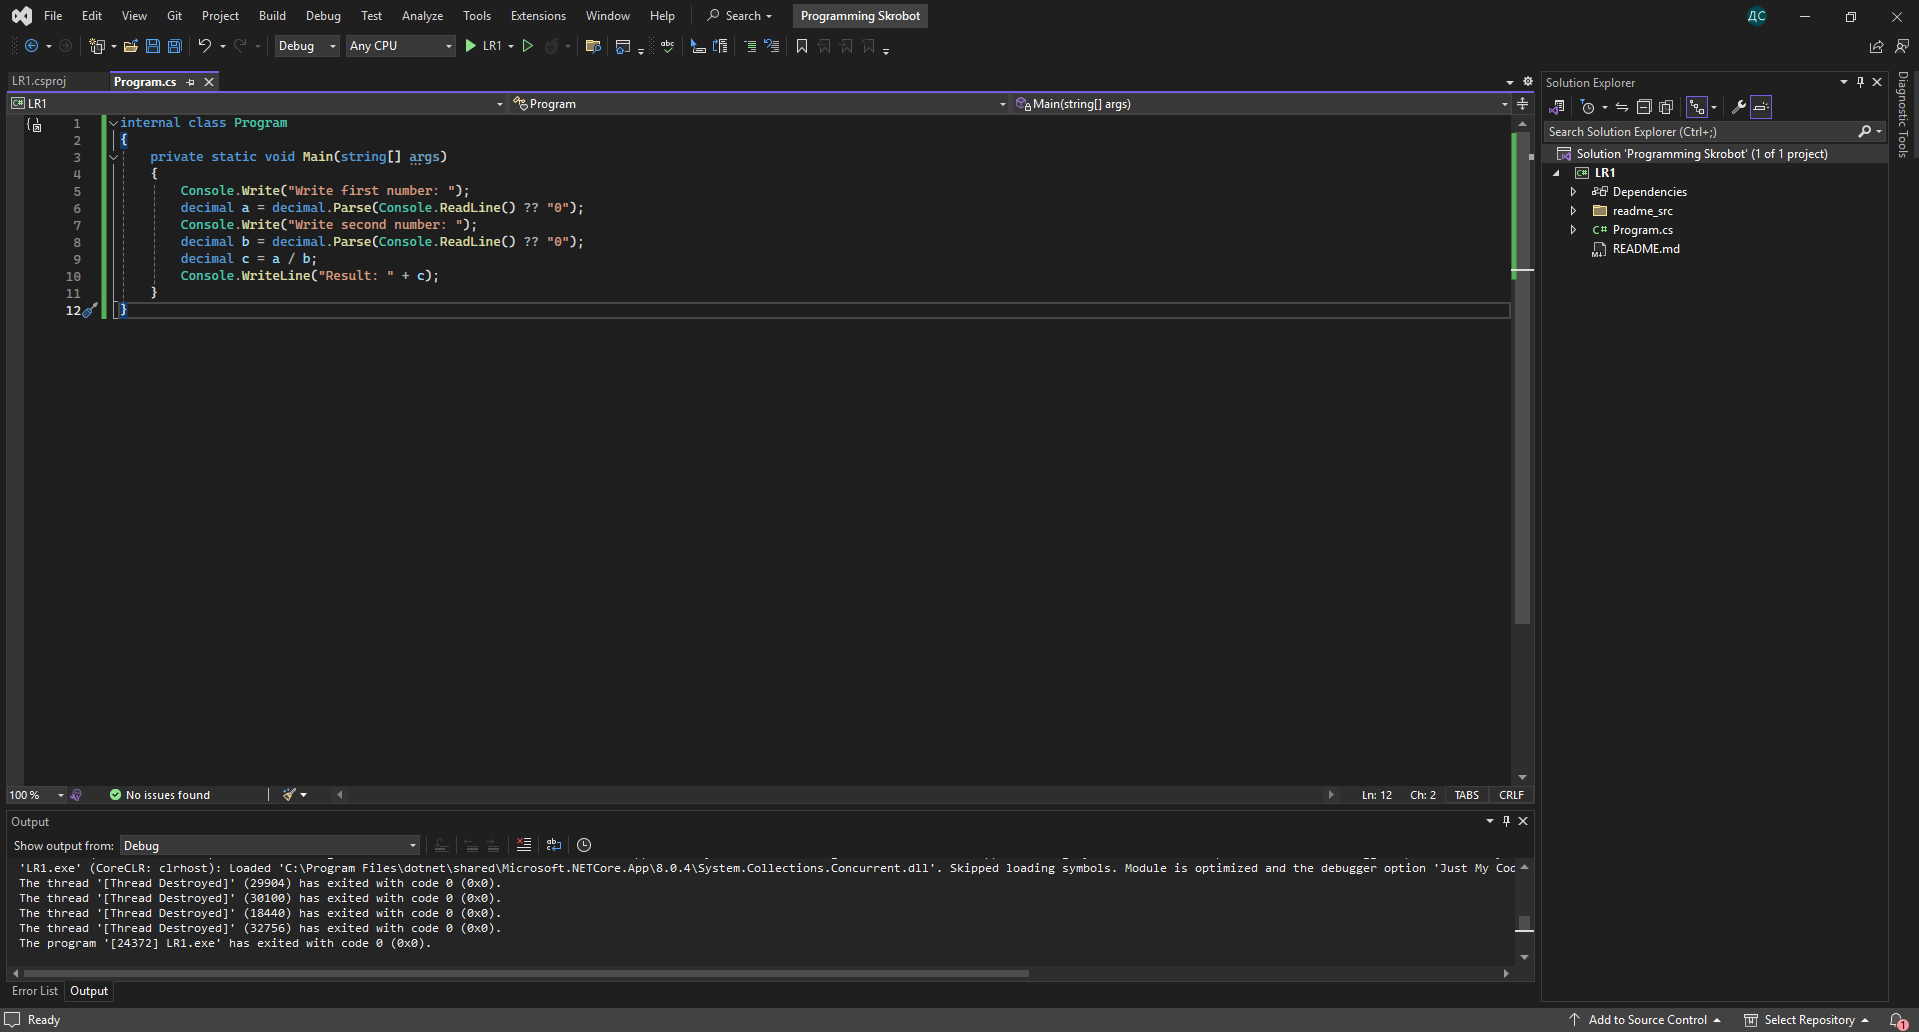 File Edit View Git Project Build Debug Test Analyze Tools Extensions Window Help Search Programming Skrobot ДС
Debug Any CPU LR1
LR1.csproj Program.cs
LR1 Program Main(string[] args)
1 internal class Program
2 {
3 private static void Main(string[] args)
4 {
5 Console.Write("Write first number: ");
6 decimal a = decimal.Parse(Console.ReadLine() ?? "0");
7 Console.Write("Write second number: ");
8 decimal b = decimal.Parse(Console.ReadLine() ?? "0");
9 decimal c = a / b;
10 Console.WriteLine("Result: " + c);
11 }
12 }
100 % No issues found Ln: 12 Ch: 2 TABS CRLF
Output
Show output from: Debug
'LR1.exe' (CoreCLR: clrhost): Loaded 'C:\Program Files\dotnet\shared\Microsoft.NETCore.App\8.0.4\System.Collections.Concurrent.dll'. Skipped loading symbols. Module is optimized and the debugger option 'Just My Cod
The thread '[Thread Destroyed]' (29904) has exited with code 0 (0x0).
The thread '[Thread Destroyed]' (30100) has exited with code 0 (0x0).
The thread '[Thread Destroyed]' (18440) has exited with code 0 (0x0).
The thread '[Thread Destroyed]' (32756) has exited with code 0 (0x0).
The program '[24372] LR1.exe' has exited with code 0 (0x0).
Error List Output
Solution Explorer
Search Solution Explorer (Ctrl+;)
Solution 'Programming Skrobot' (1 of 1 project)
LR1
Dependencies
readme_src
C# Program.cs
README.md
Diagnostic Tools
Ready Add to Source Control Select Repository 1